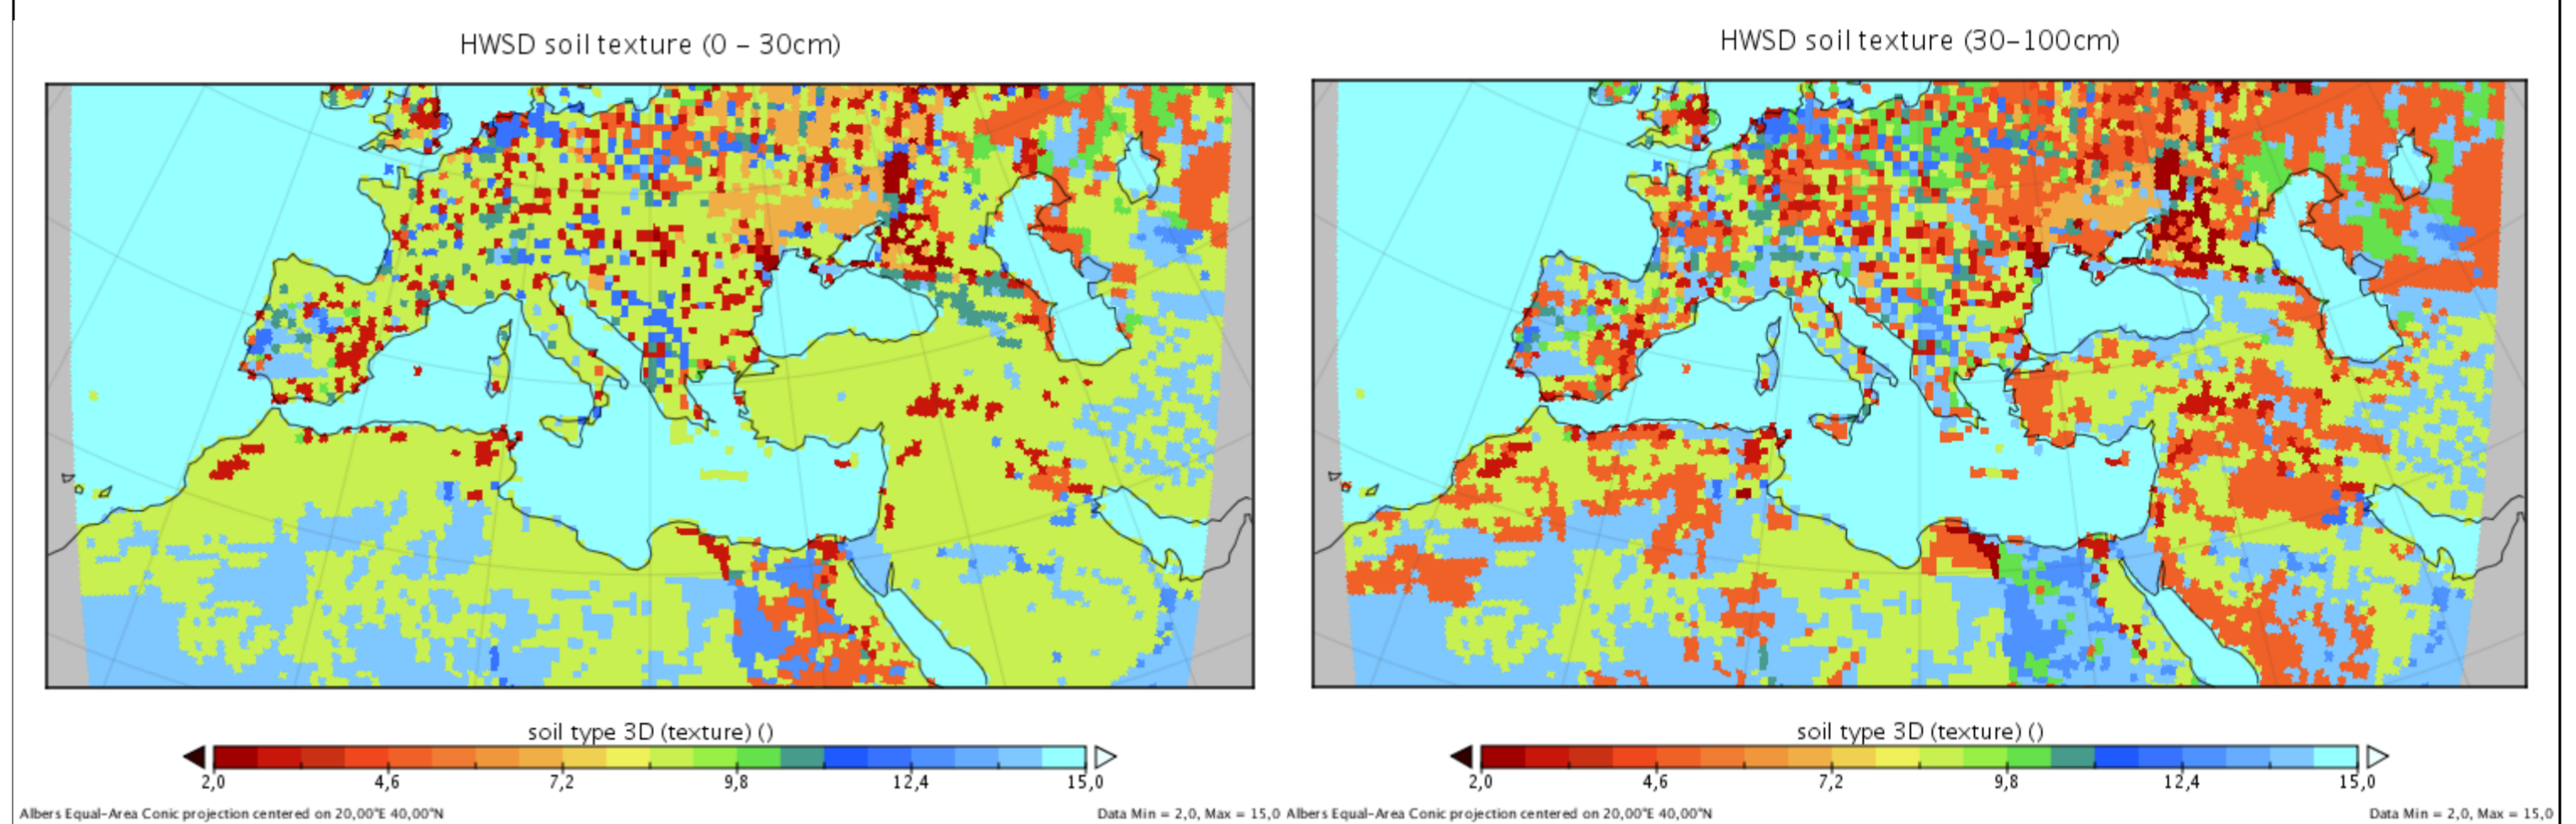 HWSD soil texture (0 – 30cm)
soil type 3D (texture) ()
2,0 4,6 7,2 9,8 12,4 15,0
Albers Equal-Area Conic projection centered on 20,00°E 40,00°N
Data Min = 2,0, Max = 15,0
HWSD soil texture (30–100cm)
soil type 3D (texture) ()
2,0 4,6 7,2 9,8 12,4 15,0
Albers Equal-Area Conic projection centered on 20,00°E 40,00°N
Data Min = 2,0, Max = 15,0